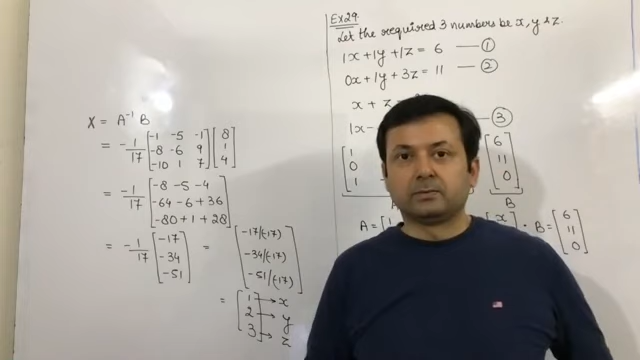 X = A⁻¹ B
= -1/17 [-1 -5 -1; -8 -6 9; -10 1 7] [8; 1; 4]
= -1/17 [-8 -5 -4; -64 -6 +36; -80 +1 +28]
= -1/17 [-17; -34; -51] = [-17/(-17); -34/(-17); -51/(-17)]
= [1; 2; 3] → x → y → z
Ex29.
Let the required 3 numbers be x, y & z.
1x + 1y + 1z = 6 — ①
0x + 1y + 3z = 11 — ②
x + z =
1x - — ③
[1; 0; 1 [6; 11; 0]
B
A = [1 x · B = [6; 11; 0]